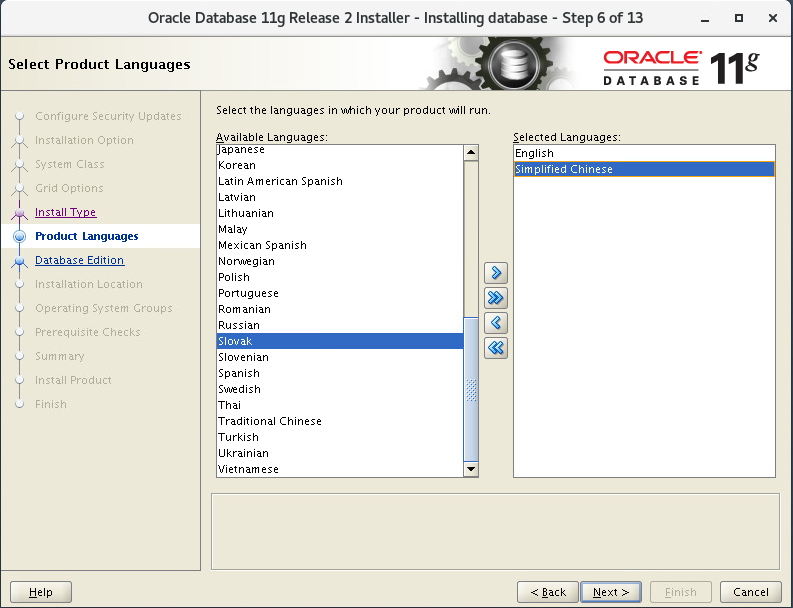 Oracle Database 11g Release 2 Installer - Installing database - Step 6 of 13
Select Product Languages
ORACLE
DATABASE 11g
Configure Security Updates
Installation Option
System Class
Grid Options
Install Type
Product Languages
Database Edition
Installation Location
Operating System Groups
Prerequisite Checks
Summary
Install Product
Finish
Select the languages in which your product will run.
Available Languages:
Japanese
Korean
Latin American Spanish
Latvian
Lithuanian
Malay
Mexican Spanish
Norwegian
Polish
Portuguese
Romanian
Russian
Slovak
Slovenian
Spanish
Swedish
Thai
Traditional Chinese
Turkish
Ukrainian
Vietnamese
Selected Languages:
English
Simplified Chinese
Help
< Back
Next >
Finish
Cancel